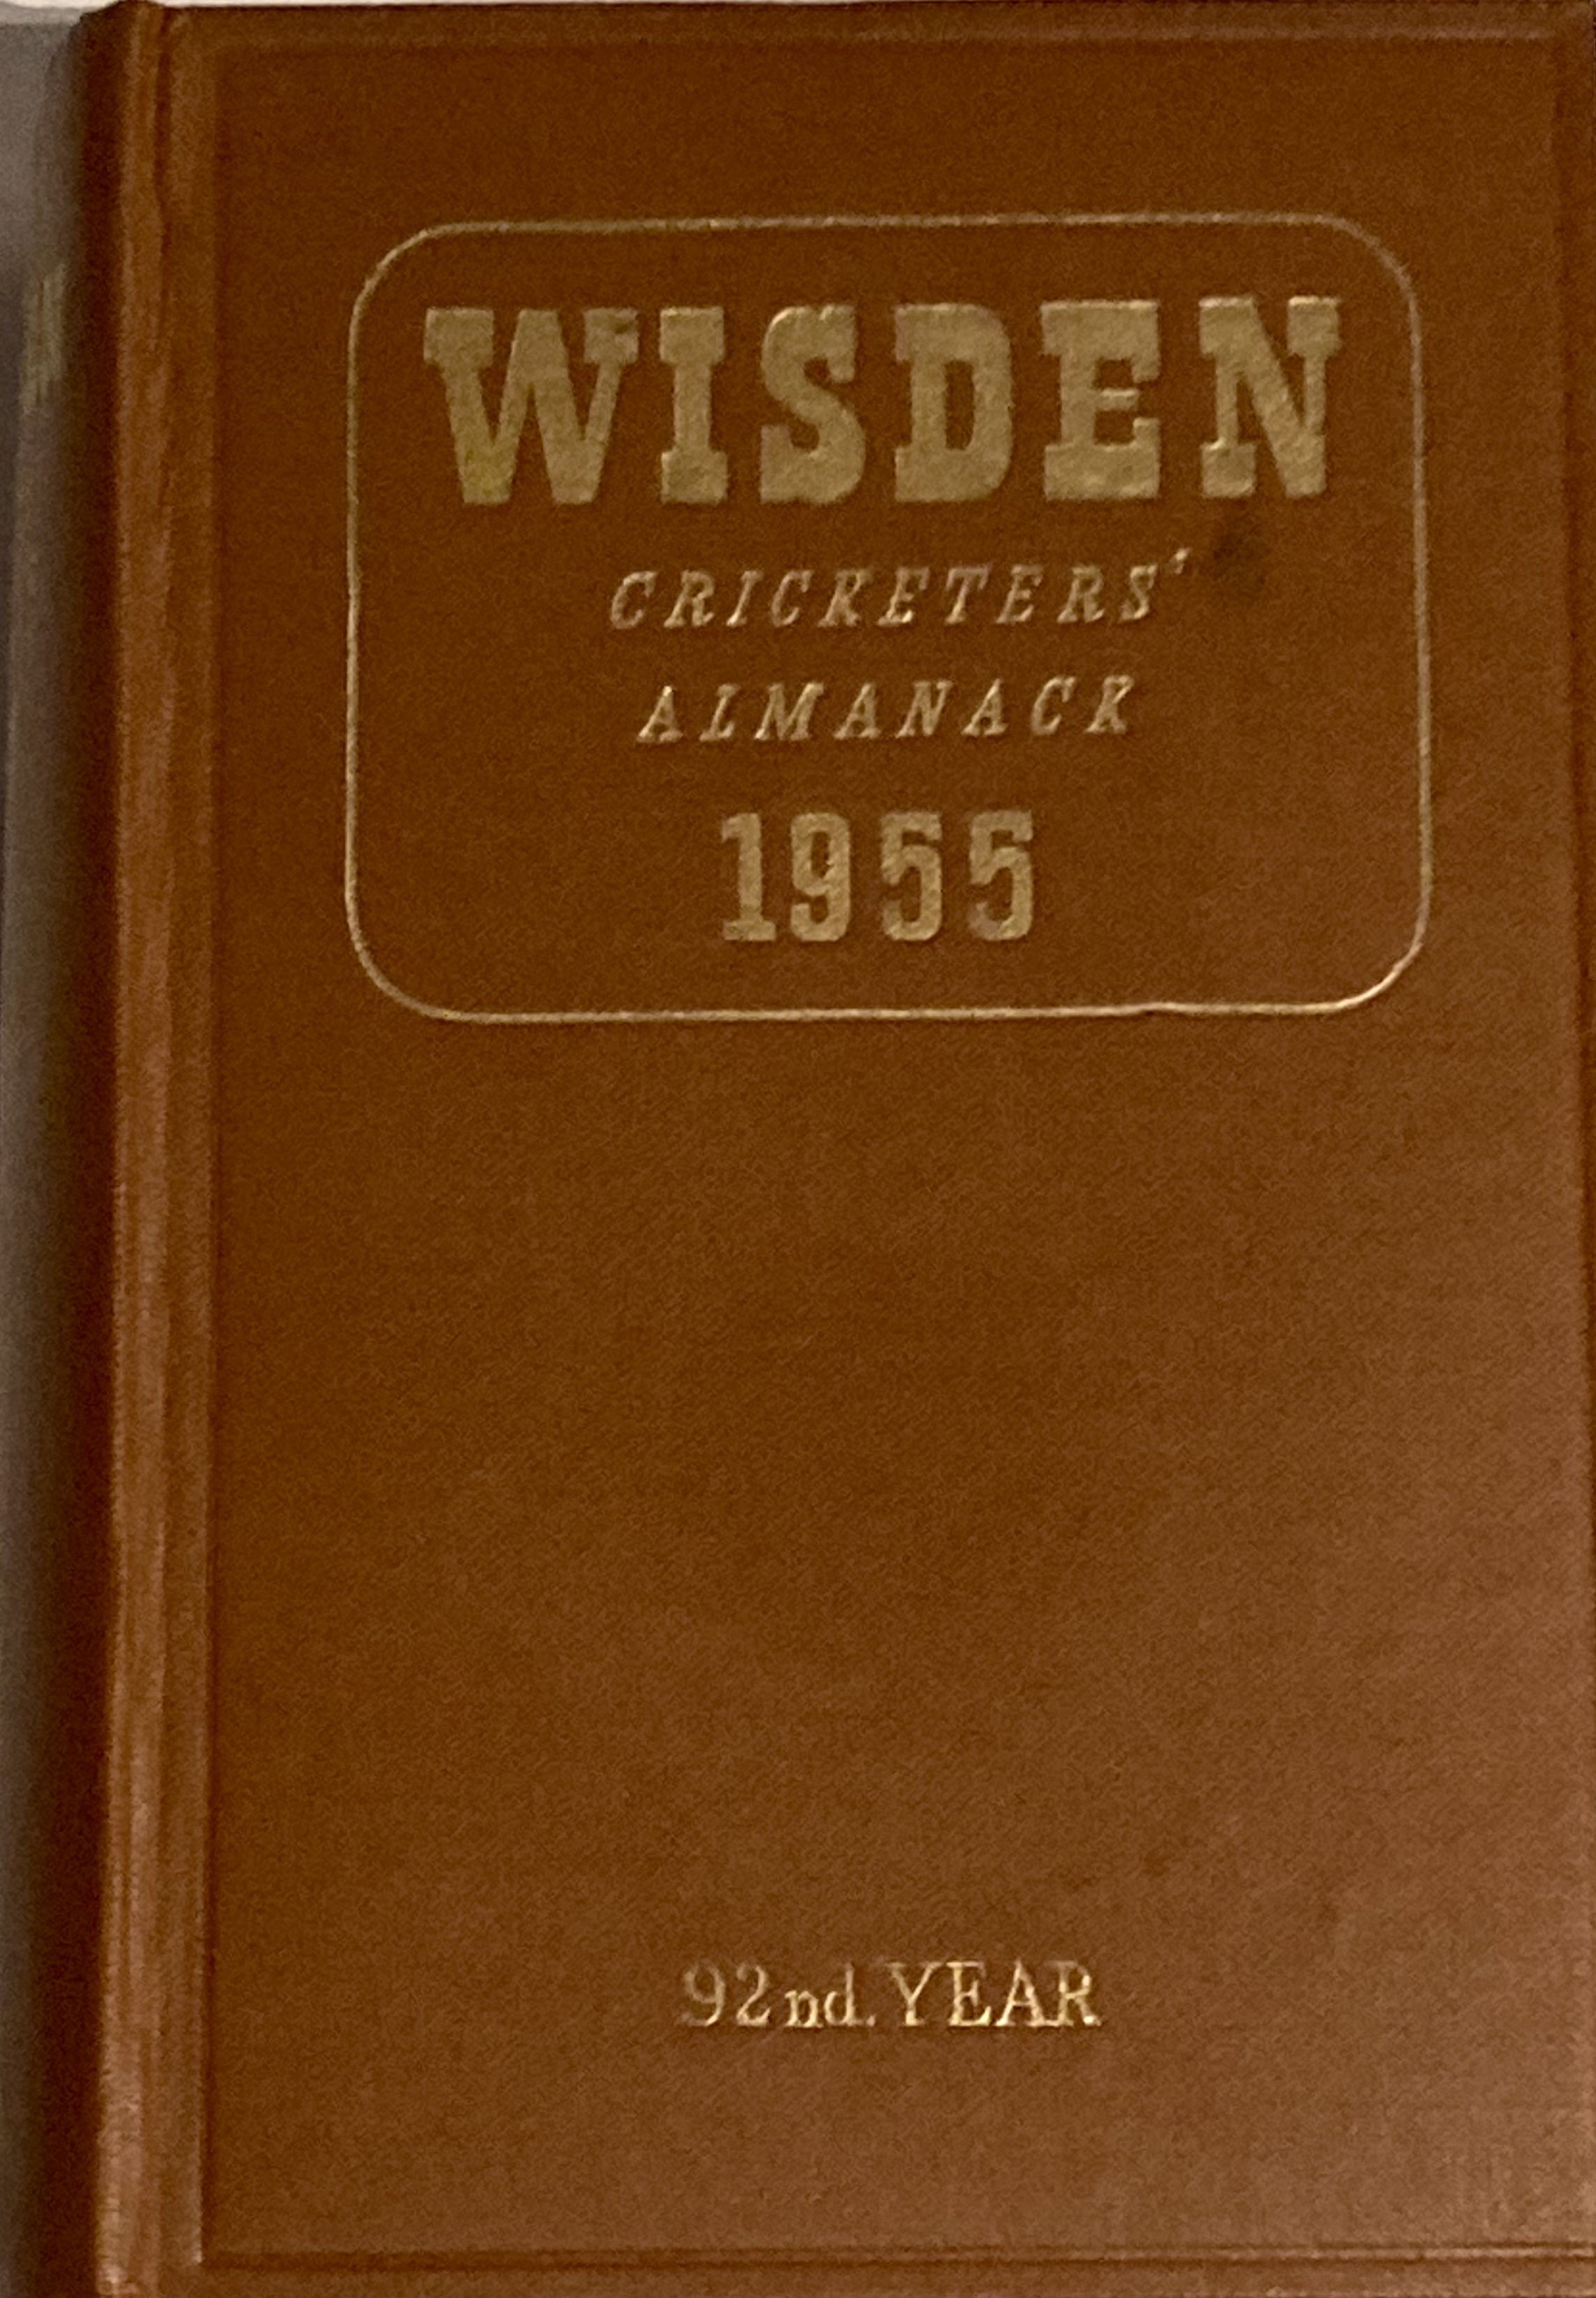 WISDEN
CRICKETERS'
ALMANACK
1955
92nd. YEAR